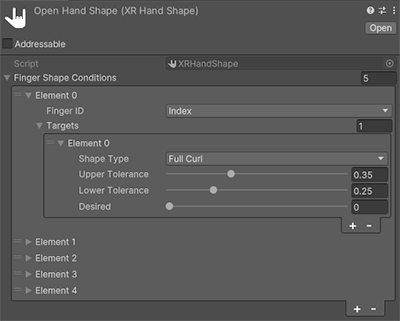 Open Hand Shape (XR Hand Shape)
Open
Addressable
Script XRHandShape
Finger Shape Conditions 5
Element 0
Finger ID Index
Targets 1
Element 0
Shape Type Full Curl
Upper Tolerance 0.35
Lower Tolerance 0.25
Desired 0
+ -
Element 1
Element 2
Element 3
Element 4
+ -